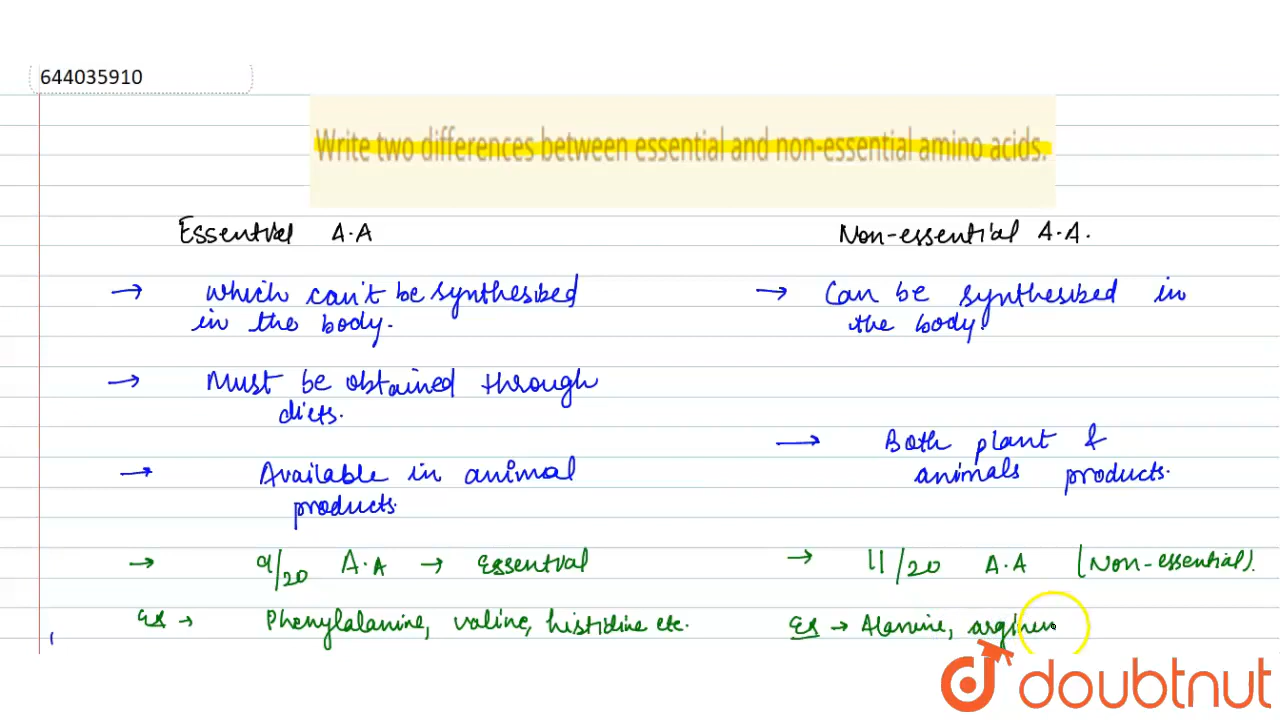 644035910
Write two differences between essential and non-essential amino acids.
Essential A.A
Non-essential A.A.
→ which can't be synthesized
in the body.
→ Can be synthesized in
the body.
→ Must be obtained through
diets.
→ Available in animal
products.
→ Both plant &
animals products.
→ 9/20 A.A → Essential
→ 11/20 A.A (Non-essential).
Ex → Phenylalanine, valine, histidine etc.
Ex → Alanine,
doubtnut